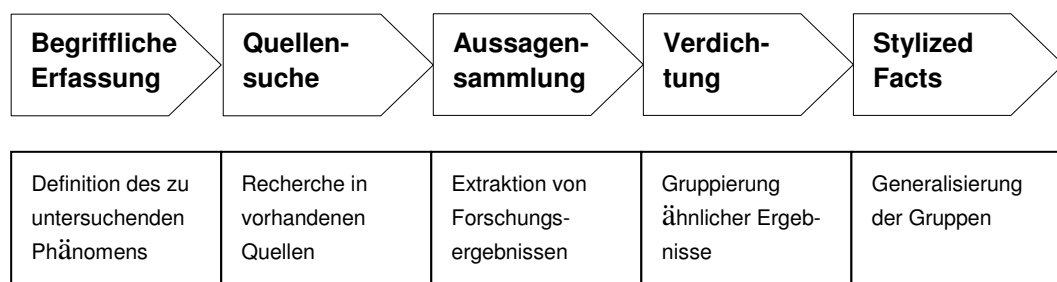 Begriffliche
Erfassung
Quellen-
suche
Aussagen-
sammlung
Verdich-
tung
Stylized
Facts
Definition des zu
untersuchenden
Phänomens
Recherche in
vorhandenen
Quellen
Extraktion von
Forschungs-
ergebnissen
Gruppierung
ähnlicher Ergeb-
nisse
Generalisierung
der Gruppen